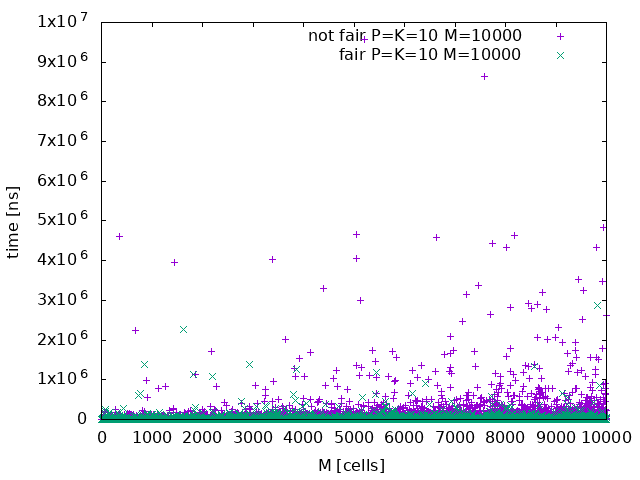 1x10^7
9x10^6
8x10^6
7x10^6
6x10^6
5x10^6
4x10^6
3x10^6
2x10^6
1x10^6
0
time [ns]
not fair P=K=10 M=10000
fair P=K=10 M=10000
0 1000 2000 3000 4000 5000 6000 7000 8000 9000 10000
M [cells]